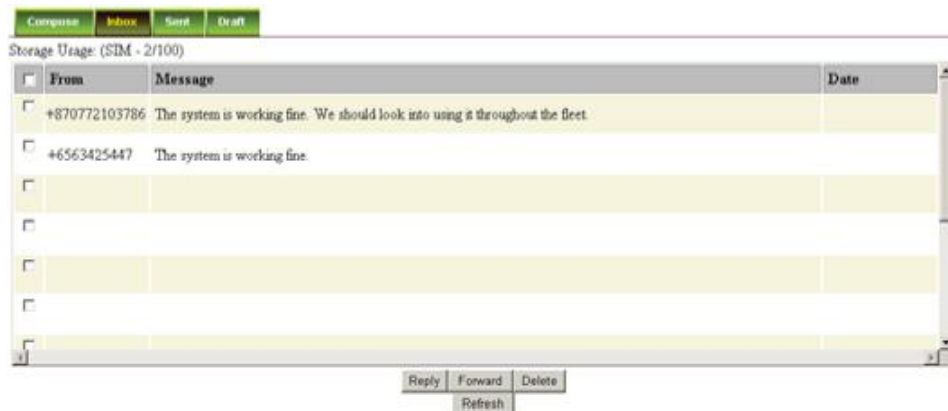 Compose Inbox Sent Draft
Storage Usage: (SIM - 2/100)
From Message Date
+870772103786 The system is working fine. We should look into using it throughout the fleet.
+6563425447 The system is working fine.
Reply Forward Delete
Refresh